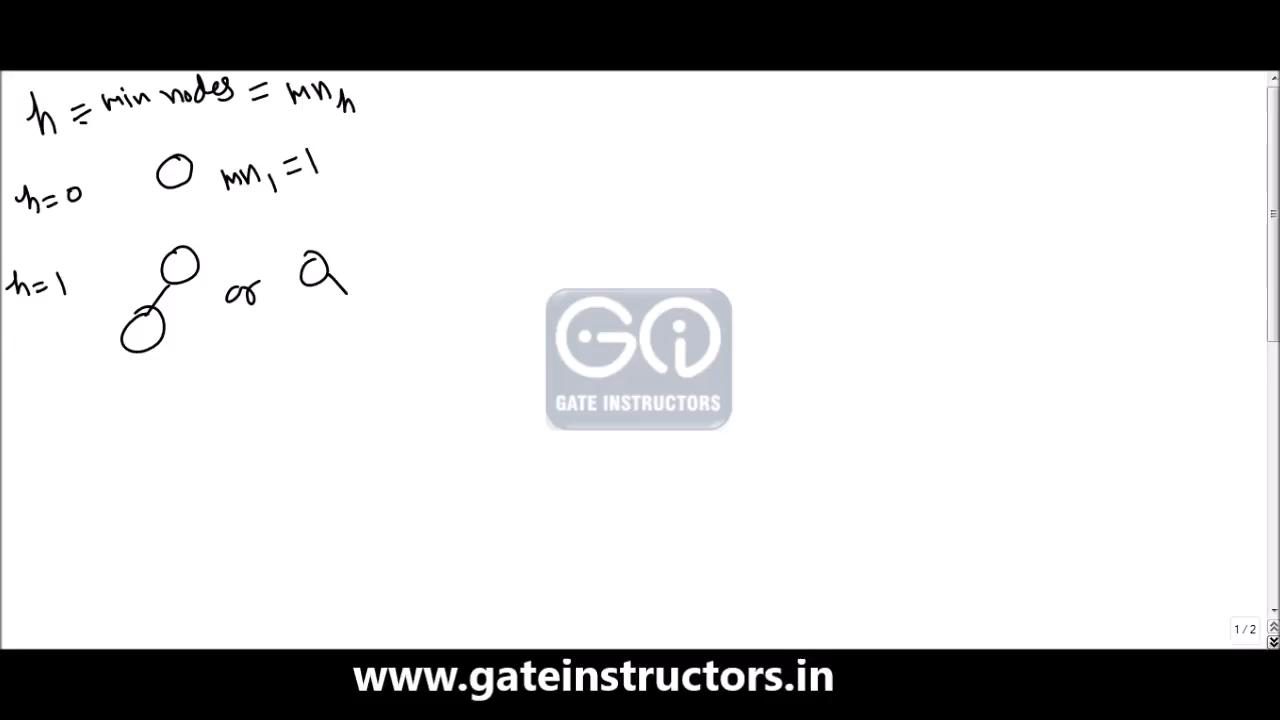 h = min nodes = mn_h
h=0 mn_1 = 1
h=1 or
GATE INSTRUCTORS
1 / 2
www.gateinstructors.in